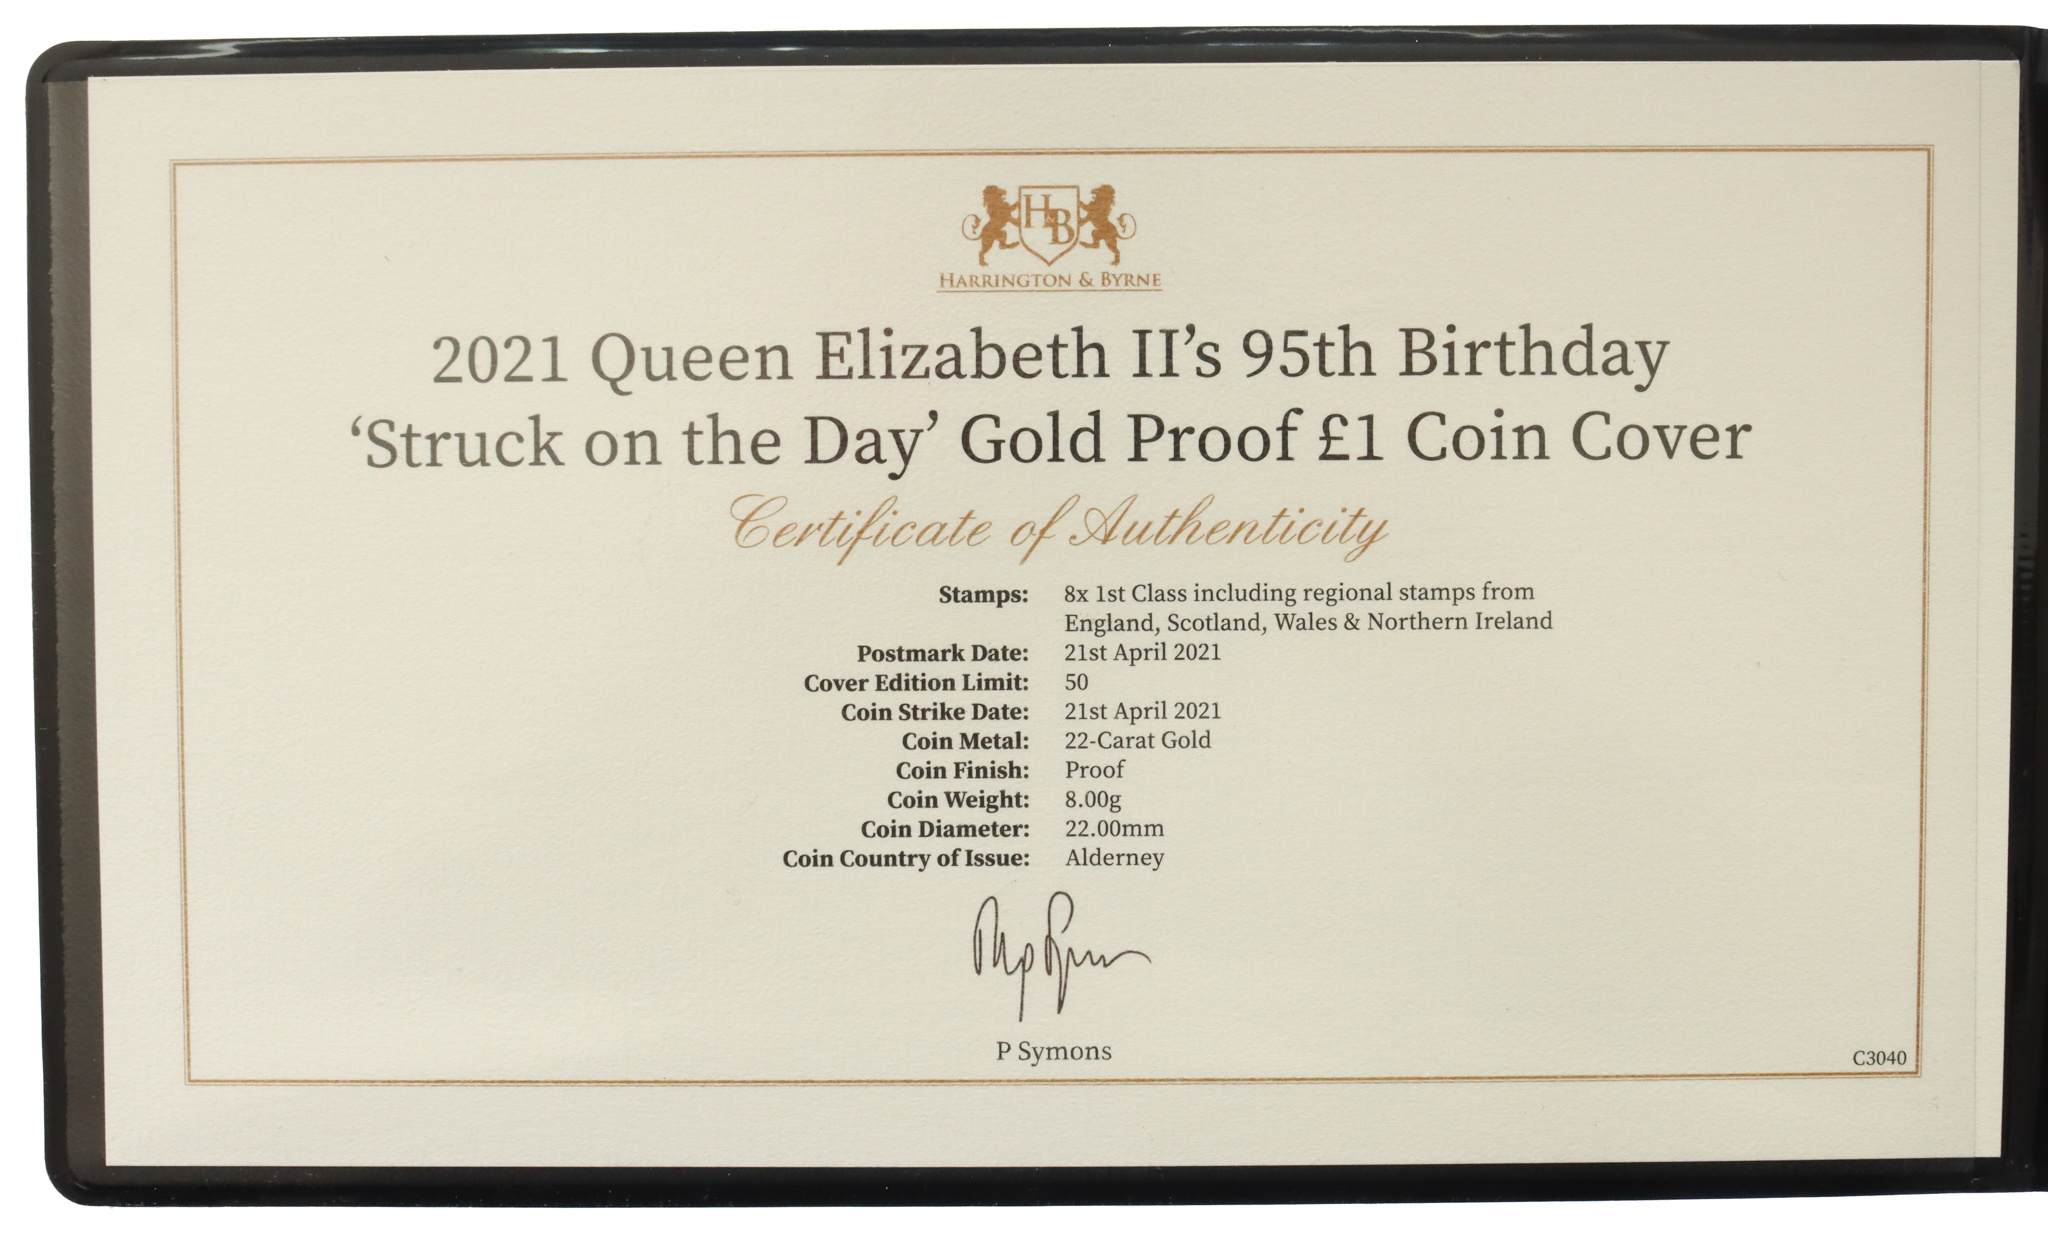 HB
HARRINGTON & BYRNE
2021 Queen Elizabeth II's 95th Birthday
'Struck on the Day' Gold Proof £1 Coin Cover
Certificate of Authenticity
Stamps: 8x 1st Class including regional stamps from
England, Scotland, Wales & Northern Ireland
Postmark Date: 21st April 2021
Cover Edition Limit: 50
Coin Strike Date: 21st April 2021
Coin Metal: 22-Carat Gold
Coin Finish: Proof
Coin Weight: 8.00g
Coin Diameter: 22.00mm
Coin Country of Issue: Alderney
P Symons
C3040